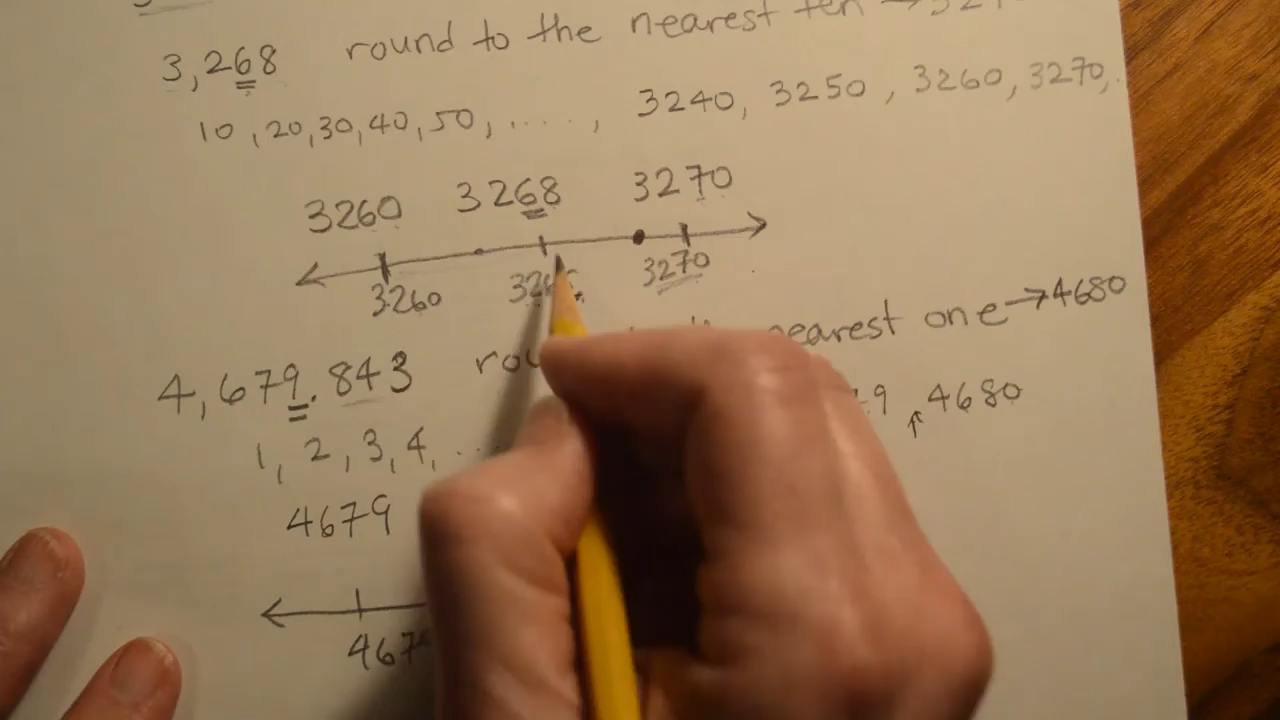 3,268 round to the nearest ten →
10, 20, 30, 40, 50, ....., 3240, 3250, 3260, 3270,
3260 3268 3270
3260 3270
4,679.843 nearest one → 4680
1, 2, 3, 4, ... 4680
4679